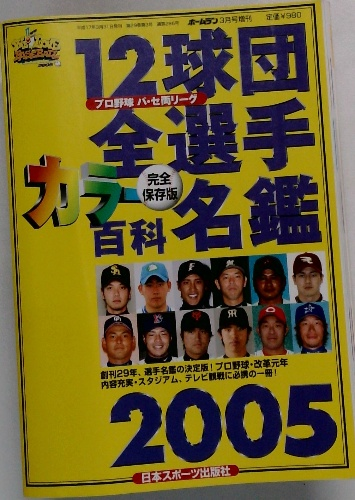 ホームラン 3月号増刊 定価￥980
12球団
プロ野球 パ・セ両リーグ
全選手
カラー
完全
保存版
百科
名鑑
創刊29年、選手名鑑の決定版！プロ野球・改革元年
内容充実・スタジアム、テレビ観戦に必携の一冊！
2005
日本スポーツ出版社